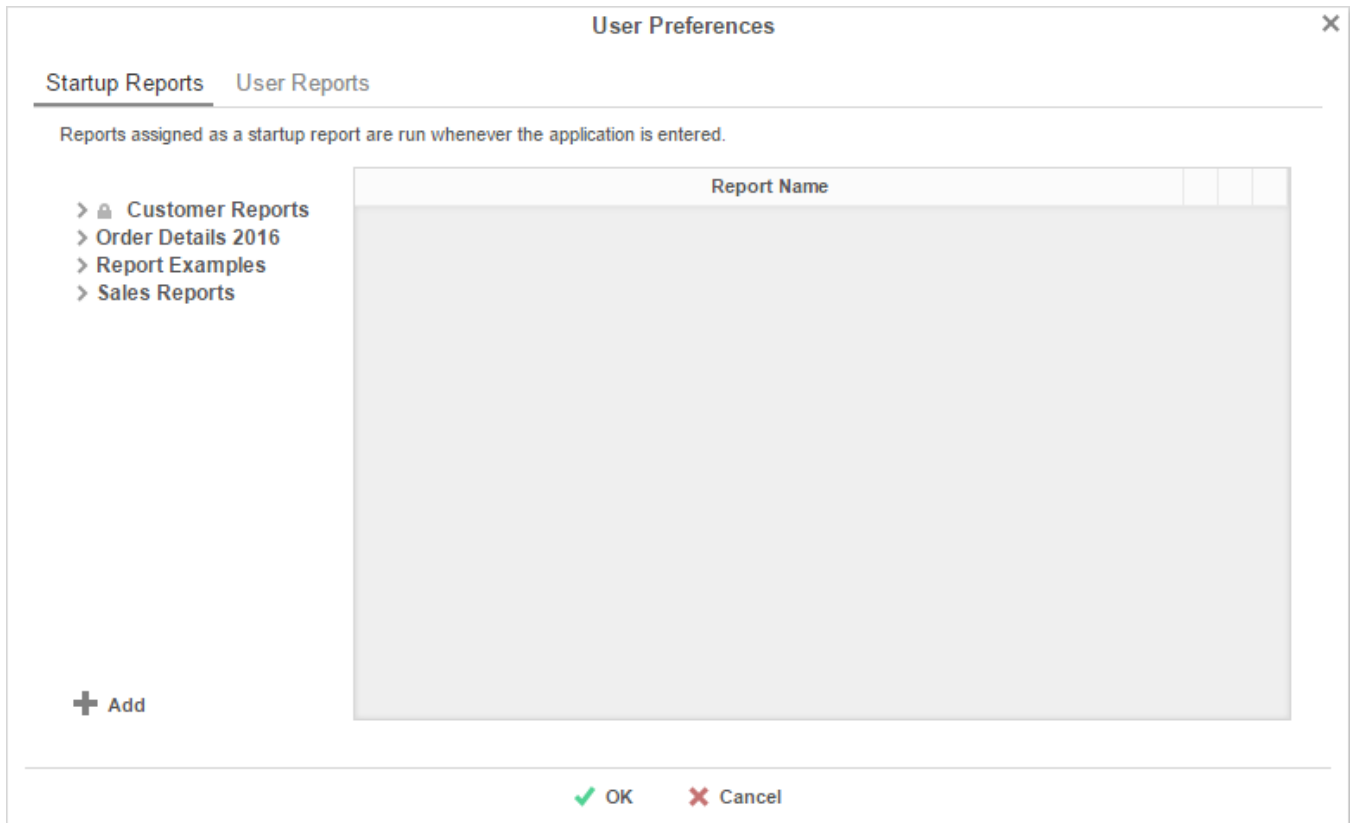 User Preferences
Startup Reports User Reports
Reports assigned as a startup report are run whenever the application is entered.
Report Name
Customer Reports
Order Details 2016
Report Examples
Sales Reports
Add
OK Cancel